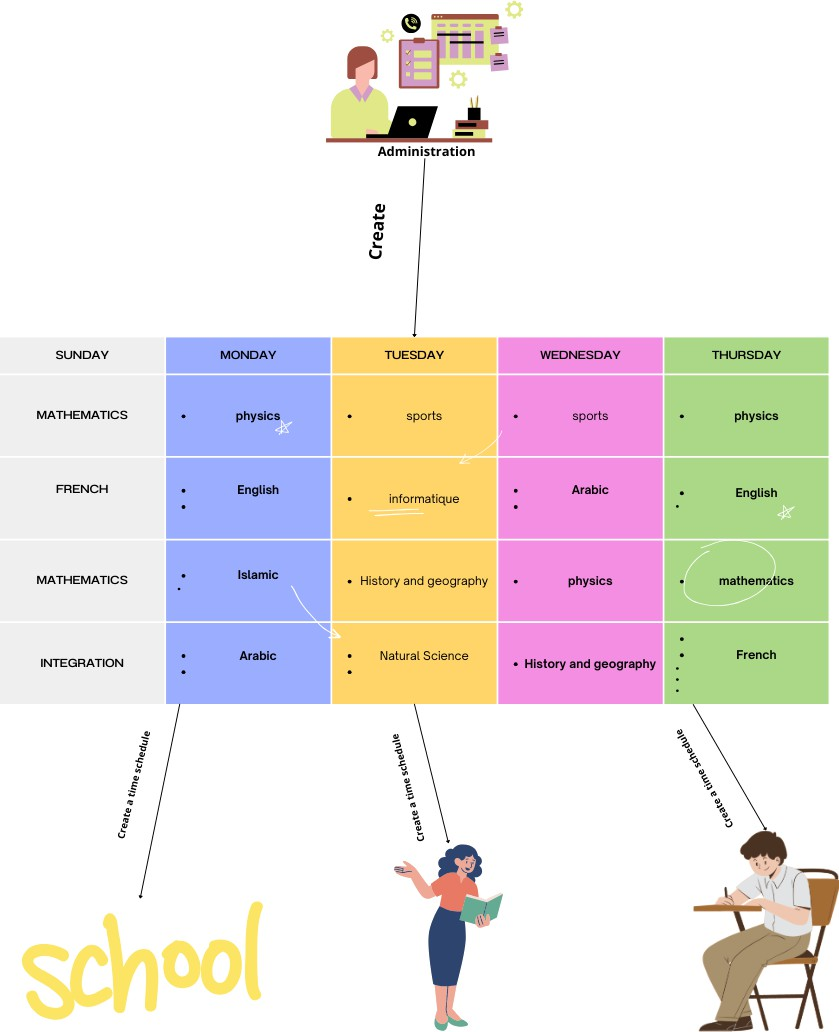 Administration
Create
SUNDAY MONDAY TUESDAY WEDNESDAY THURSDAY
MATHEMATICS • physics • sports • sports • physics
FRENCH • English • informatique • Arabic • English
MATHEMATICS • Islamic • History and geography • physics • mathematics
INTEGRATION • Arabic • Natural Science • History and geography • French
Create a time schedule
Create a time schedule
Create a time schedule
school